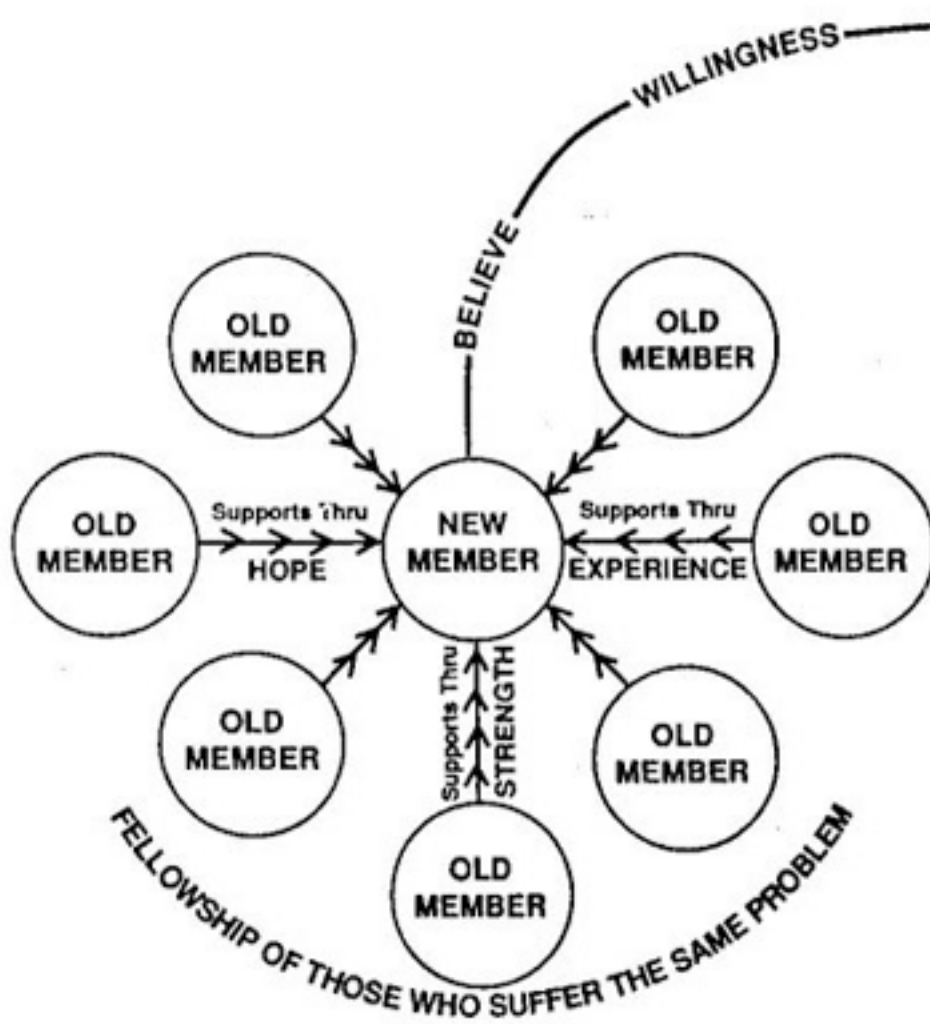 WILLINGNESS
BELIEVE
OLD
MEMBER
OLD
MEMBER
OLD
MEMBER
Supports Thru
HOPE
NEW
MEMBER
Supports Thru
EXPERIENCE
OLD
MEMBER
OLD
MEMBER
Supports Thru
STRENGTH
OLD
MEMBER
OLD
MEMBER
FELLOWSHIP OF THOSE WHO SUFFER THE SAME PROBLEM